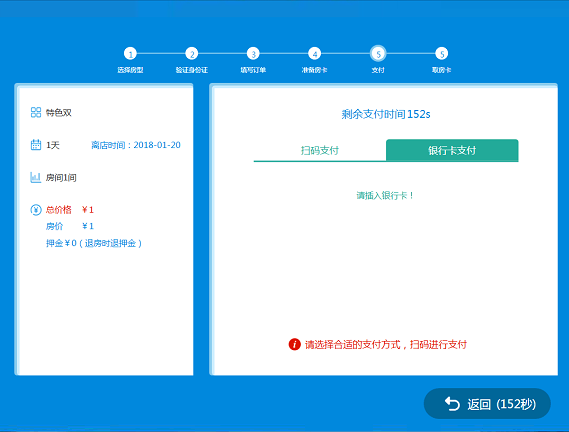 1 2 3 4 5 5
选择房型 验证身份证 填写订单 准备房卡 支付 取房卡
特色双
1天 离店时间：2018-01-20
房间1间
总价格 ￥1
房价 ￥1
押金￥0（退房时退押金）
剩余支付时间152s
扫码支付 银行卡支付
请插入银行卡！
请选择合适的支付方式，扫码进行支付
返回 (152秒)